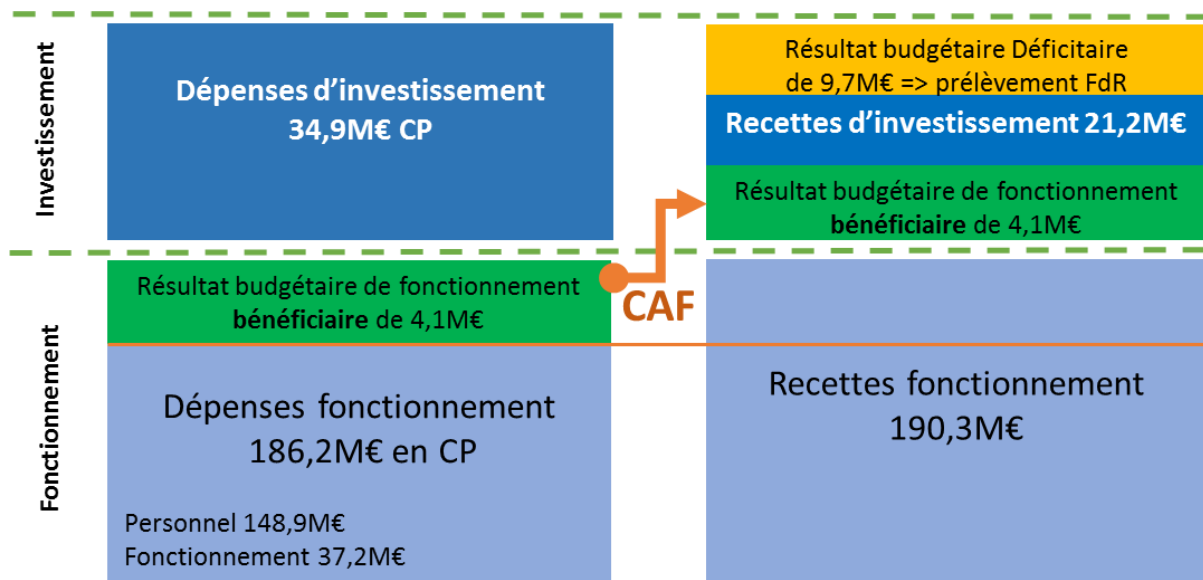 Investissement
Dépenses d’investissement
34,9M€ CP
Résultat budgétaire Déficitaire
de 9,7M€ => prélèvement FdR
Recettes d’investissement 21,2M€
Résultat budgétaire de fonctionnement
bénéficiaire de 4,1M€
Fonctionnement
Résultat budgétaire de fonctionnement
bénéficiaire de 4,1M€
CAF
Dépenses fonctionnement
186,2M€ en CP
Personnel 148,9M€
Fonctionnement 37,2M€
Recettes fonctionnement
190,3M€